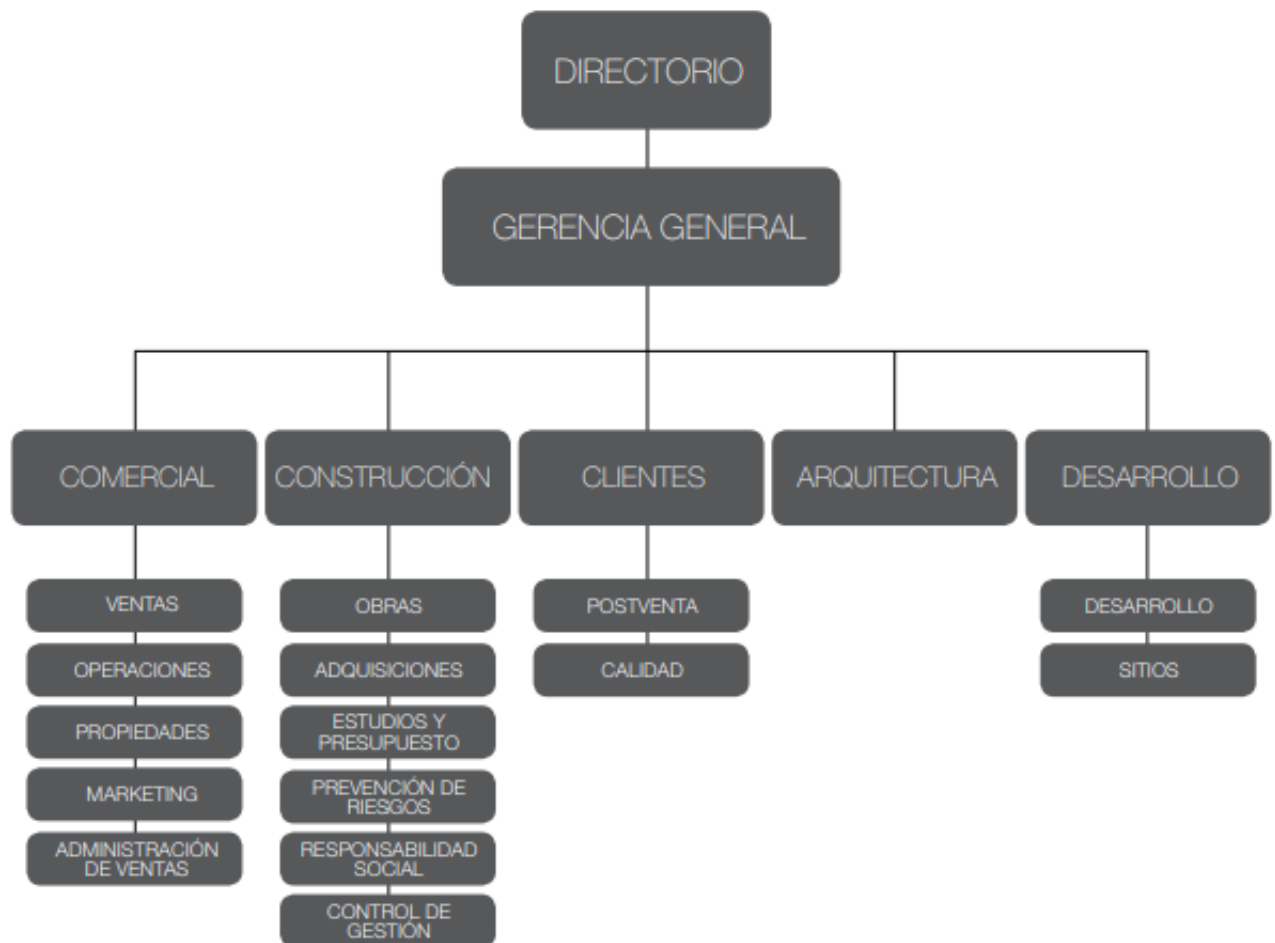 DIRECTORIO
GERENCIA GENERAL
COMERCIAL
CONSTRUCCIÓN
CLIENTES
ARQUITECTURA
DESARROLLO
VENTAS
OPERACIONES
PROPIEDADES
MARKETING
ADMINISTRACIÓN
DE VENTAS
OBRAS
ADQUISICIONES
ESTUDIOS Y
PRESUPUESTO
PREVENCIÓN DE
RIESGOS
RESPONSABILIDAD
SOCIAL
CONTROL DE
GESTIÓN
POSTVENTA
CALIDAD
DESARROLLO
SITIOS